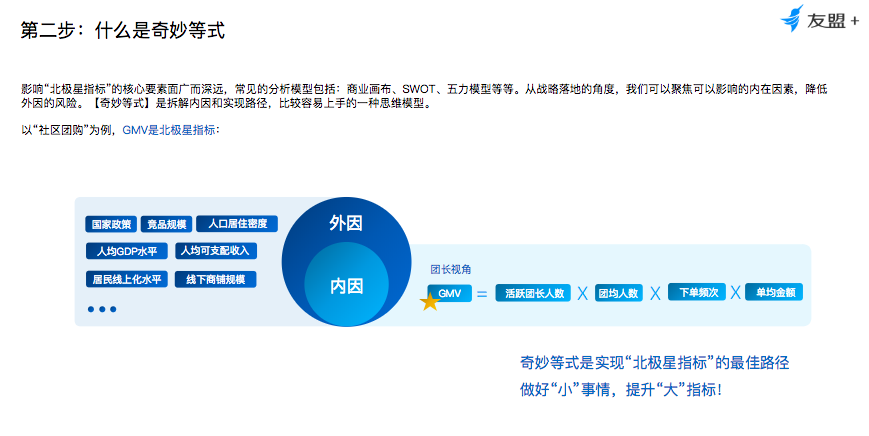 第二步：什么是奇妙等式
友盟+
影响“北极星指标”的核心要素面广而深远，常见的分析模型包括：商业画布、SWOT、五力模型等等。从战略落地的角度，我们可以聚焦可以影响的内在因素，降低
外因的风险。【奇妙等式】是拆解内因和实现路径，比较容易上手的一种思维模型。
以“社区团购”为例，GMV是北极星指标：
国家政策 竞品规模 人口居住密度
人均GDP水平 人均可支配收入
居民线上化水平 线下商铺规模
外因
内因
团长视角
GMV = 活跃团长人数 X 团均人数 X 下单频次 X 单均金额
奇妙等式是实现“北极星指标”的最佳路径
做好“小”事情，提升“大”指标！